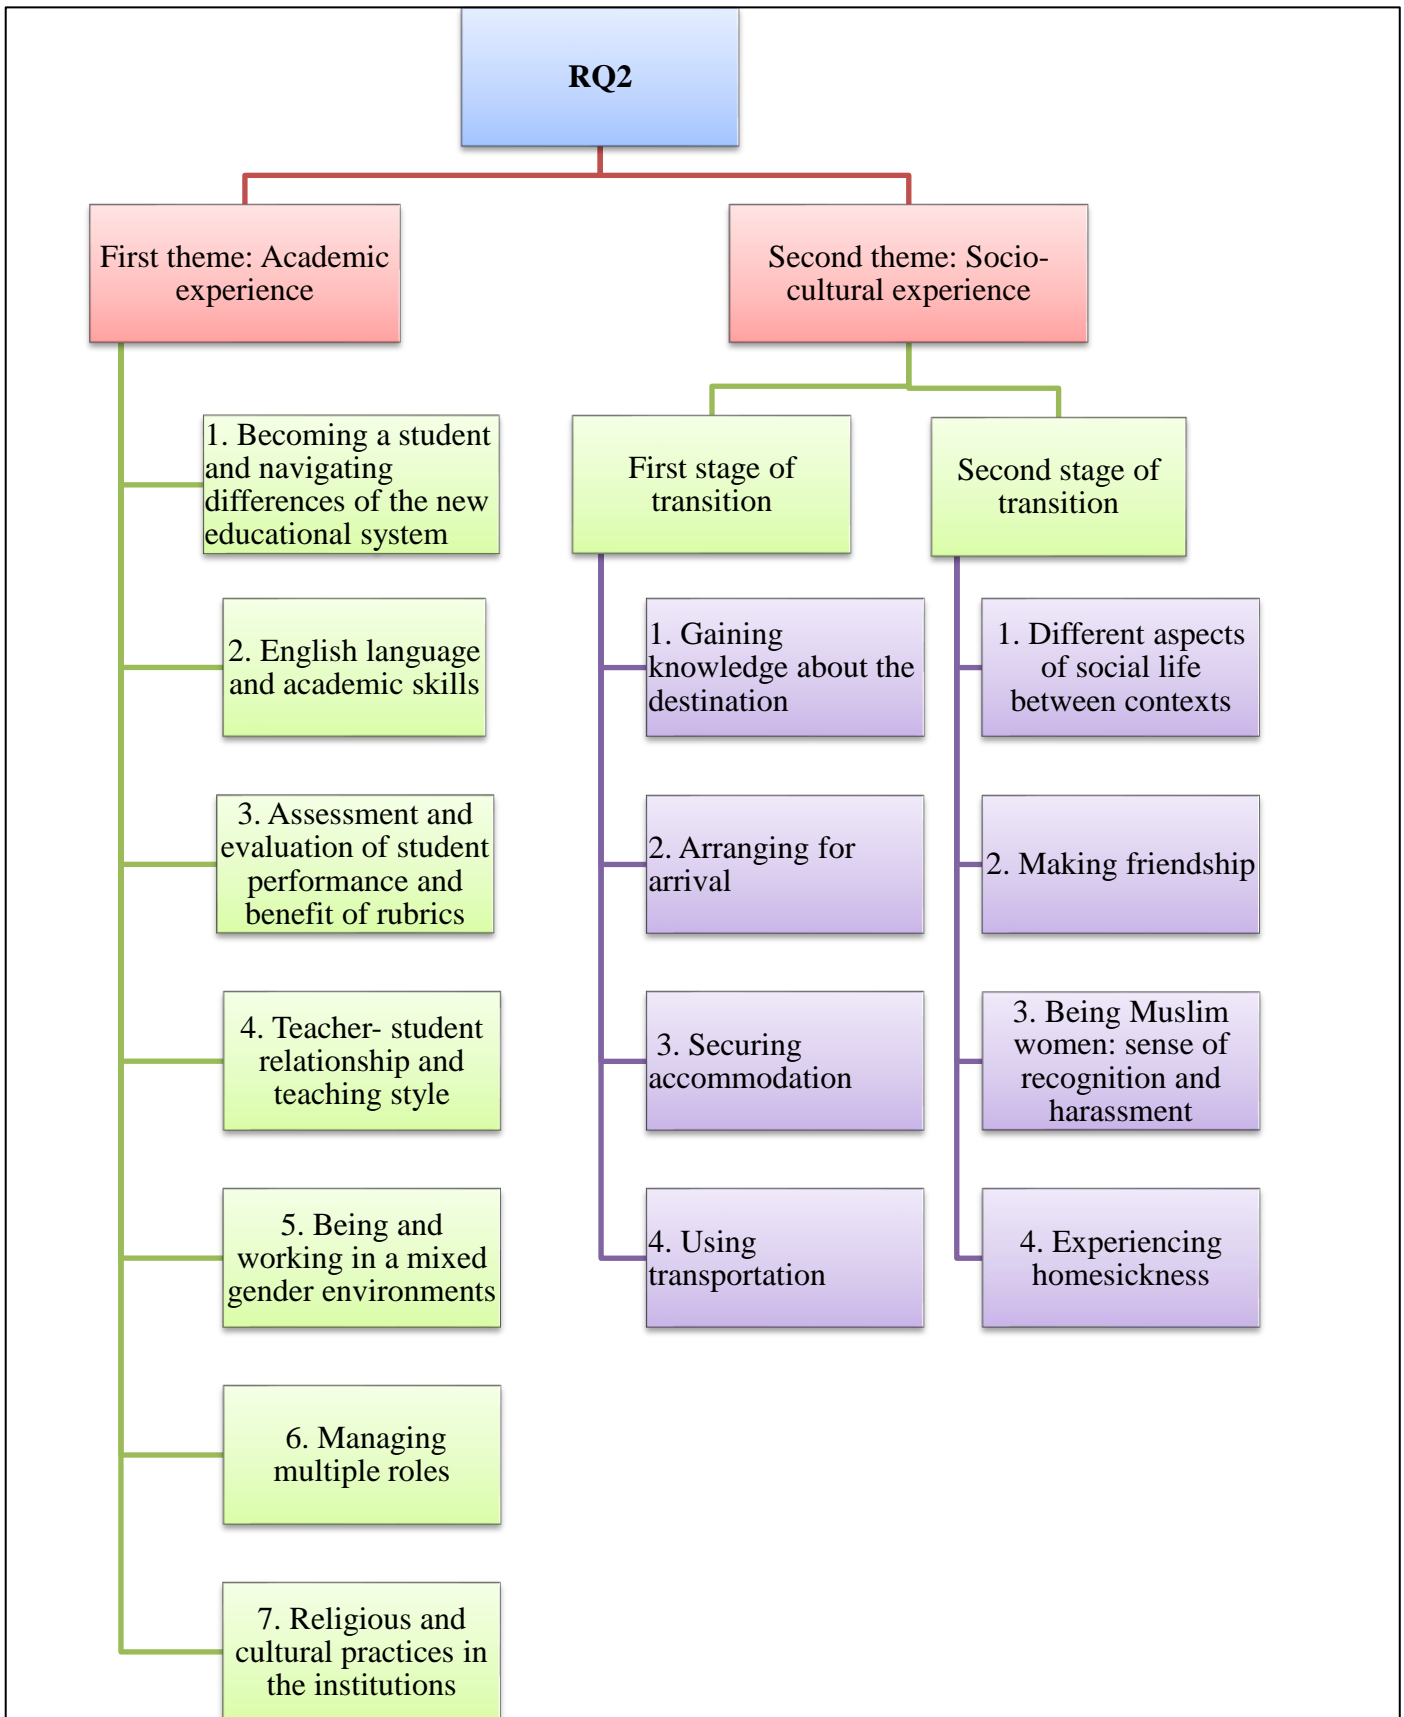 RQ2
First theme: Academic
experience
Second theme: Socio-
cultural experience
1. Becoming a student
and navigating
differences of the new
educational system
2. English language
and academic skills
3. Assessment and
evaluation of student
performance and
benefit of rubrics
4. Teacher- student
relationship and
teaching style
5. Being and
working in a mixed
gender environments
6. Managing
multiple roles
7. Religious and
cultural practices in
the institutions
First stage of
transition
1. Gaining
knowledge about the
destination
2. Arranging for
arrival
3. Securing
accommodation
4. Using
transportation
Second stage of
transition
1. Different aspects
of social life
between contexts
2. Making friendship
3. Being Muslim
women: sense of
recognition and
harassment
4. Experiencing
homesickness